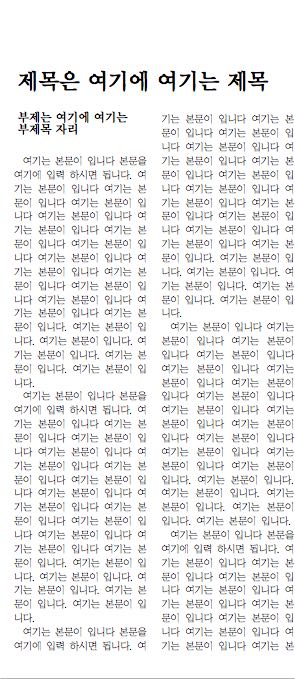 제목은 여기에 여기는 제목
부제는 여기에 여기는
부제목 자리
여기는 본문이 입니다 본문을
여기에 입력 하시면 됩니다. 여
기는 본문이 입니다 여기는 본
문이 입니다 여기는 본문이 입
니다 여기는 본문이 입니다 여
기는 본문이 입니다 여기는 본
문이 입니다 여기는 본문이 입
니다 여기는 본문이 입니다 여
기는 본문이 입니다 여기는 본
문이 입니다 여기는 본문이 입
니다 여기는 본문이 입니다 여
기는 본문이 입니다 여기는 본
문이 입니다. 여기는 본문이 입
니다. 여기는 본문이 입니다. 여
기는 본문이 입니다. 여기는 본
문이 입니다. 여기는 본문이 입
니다.
여기는 본문이 입니다 본문을
여기에 입력 하시면 됩니다. 여
기는 본문이 입니다 여기는 본
문이 입니다 여기는 본문이 입
니다 여기는 본문이 입니다 여
기는 본문이 입니다 여기는 본
문이 입니다 여기는 본문이 입
니다 여기는 본문이 입니다 여
기는 본문이 입니다 여기는 본
문이 입니다 여기는 본문이 입
니다 여기는 본문이 입니다 여
기는 본문이 입니다 여기는 본
문이 입니다. 여기는 본문이 입
니다. 여기는 본문이 입니다. 여
기는 본문이 입니다. 여기는 본
문이 입니다. 여기는 본문이 입
니다.
여기는 본문이 입니다 본문을
여기에 입력 하시면 됩니다. 여
기는 본문이 입니다 여기는 본
문이 입니다 여기는 본문이 입
니다 여기는 본문이 입니다 여
기는 본문이 입니다 여기는 본
문이 입니다 여기는 본문이 입
니다 여기는 본문이 입니다 여
기는 본문이 입니다 여기는 본
문이 입니다 여기는 본문이 입
니다 여기는 본문이 입니다 여
기는 본문이 입니다 여기는 본
문이 입니다. 여기는 본문이 입
니다. 여기는 본문이 입니다. 여
기는 본문이 입니다. 여기는 본
문이 입니다. 여기는 본문이 입
니다.
여기는 본문이 입니다 여기는
본문이 입니다 여기는 본문이
입니다 여기는 본문이 입니다
여기는 본문이 입니다 여기는
본문이 입니다 여기는 본문이
입니다 여기는 본문이 입니다
여기는 본문이 입니다 여기는
본문이 입니다 여기는 본문이
입니다 여기는 본문이 입니다
여기는 본문이 입니다 여기는
본문이 입니다 여기는 본문이
입니다. 여기는 본문이 입니다.
여기는 본문이 입니다. 여기는
본문이 입니다. 여기는 본문이
입니다. 여기는 본문이 입니다.
여기는 본문이 입니다 본문을
여기에 입력 하시면 됩니다. 여
기는 본문이 입니다 여기는 본
문이 입니다 여기는 본문이 입
니다 여기는 본문이 입니다 여
기는 본문이 입니다 여기는 본
문이 입니다 여기는 본문이 입
니다 여기는 본문이 입니다 여
기는 본문이 입니다 여기는 본